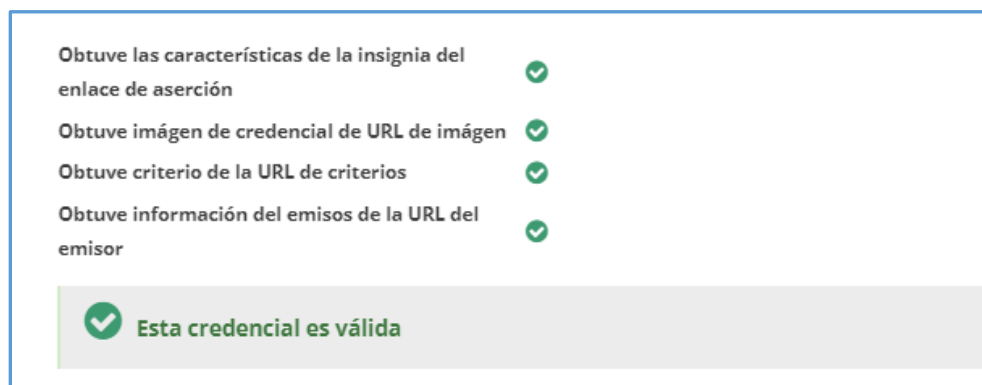 Obtuve las características de la insignia del
enlace de aserción
Obtuve imágen de credencial de URL de imágen
Obtuve criterio de la URL de criterios
Obtuve información del emisos de la URL del
emisor
Esta credencial es válida